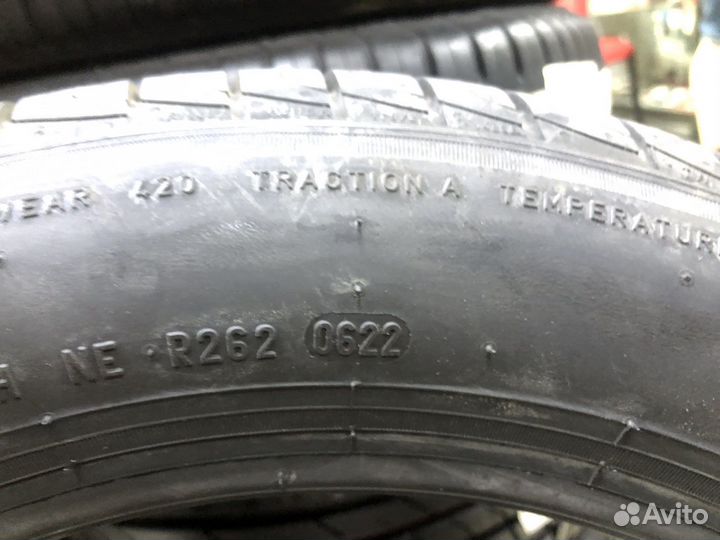 WEAR 420 TRACTION A TEMPERATURE
H NE R262 0622
Avito